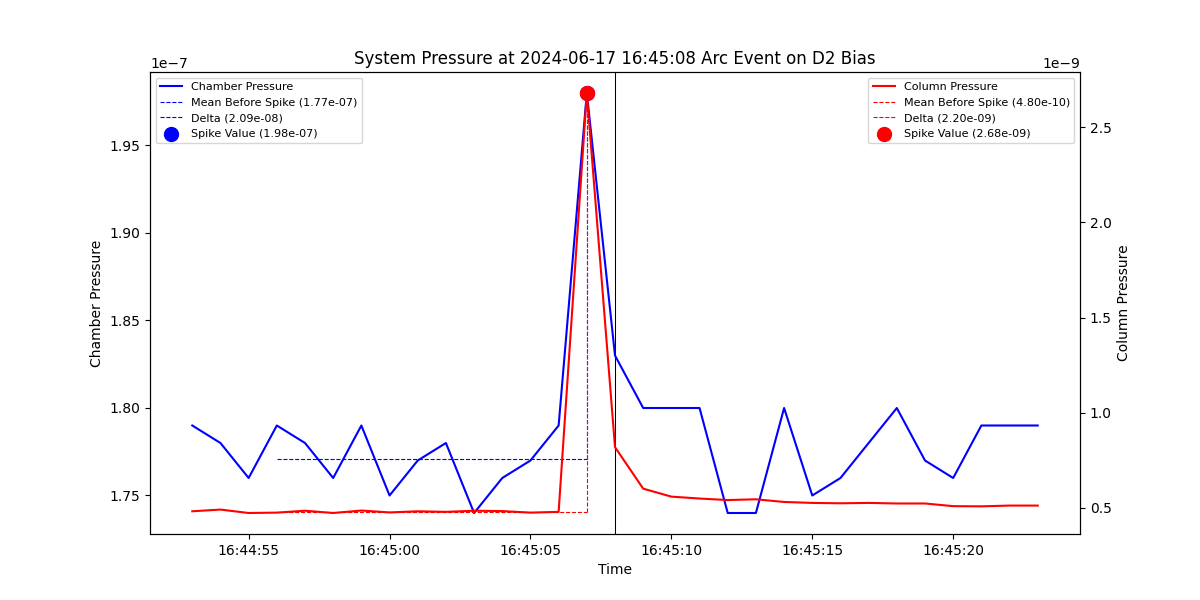 System Pressure at 2024-06-17 16:45:08 Arc Event on D2 Bias
1e−7
1e−9
Chamber Pressure
Mean Before Spike (1.77e-07)
Delta (2.09e-08)
Spike Value (1.98e-07)
Column Pressure
Mean Before Spike (4.80e-10)
Delta (2.20e-09)
Spike Value (2.68e-09)
1.95
1.90
1.85
1.80
1.75
Chamber Pressure
2.5
2.0
1.5
1.0
0.5
Column Pressure
16:44:55
16:45:00
16:45:05
16:45:10
16:45:15
16:45:20
Time